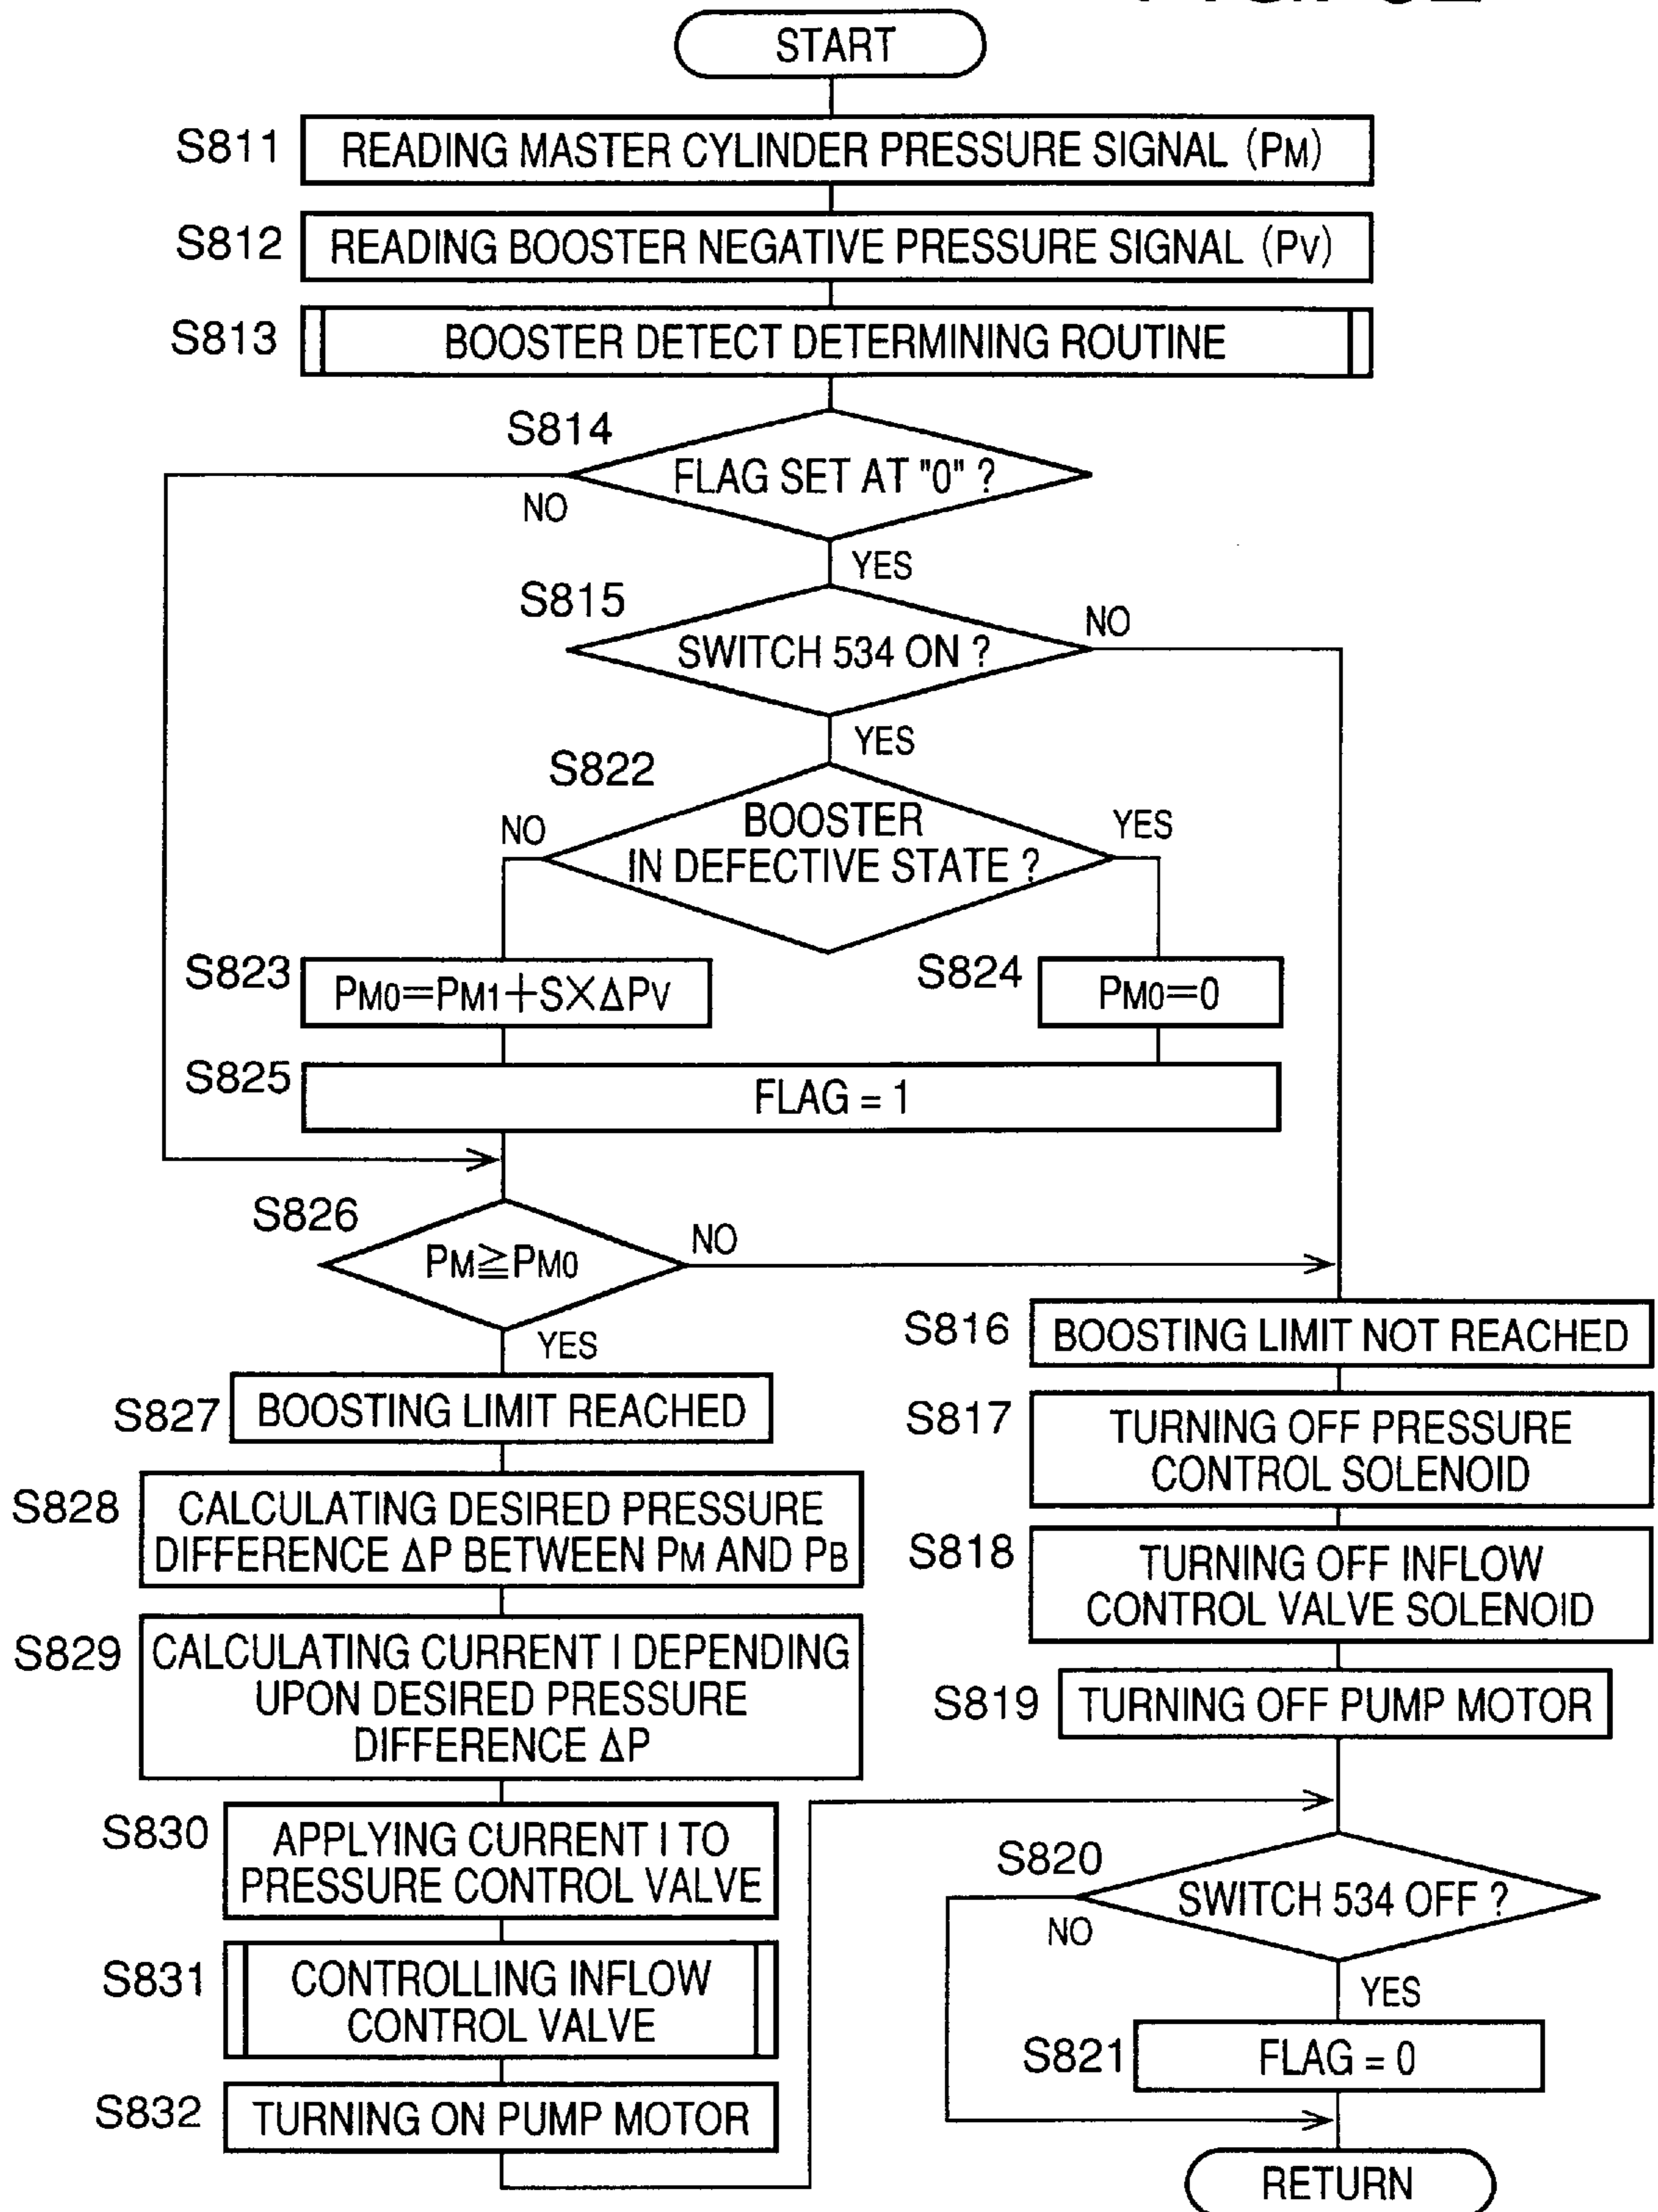 START
S811
READING MASTER CYLINDER PRESSURE SIGNAL (PM)
S812
READING BOOSTER NEGATIVE PRESSURE SIGNAL (PV)
S813
BOOSTER DETECT DETERMINING ROUTINE
S814
FLAG SET AT "0" ?
NO
YES
S815
SWITCH 534 ON ?
NO
YES
S822
BOOSTER
IN DEFECTIVE STATE ?
NO
YES
S823
PM0=PM1+S×ΔPV
S824
PM0=0
S825
FLAG = 1
S826
PM≧PM0
NO
YES
S827
BOOSTING LIMIT REACHED
S828
CALCULATING DESIRED PRESSURE
DIFFERENCE ΔP BETWEEN PM AND PB
S829
CALCULATING CURRENT I DEPENDING
UPON DESIRED PRESSURE
DIFFERENCE ΔP
S830
APPLYING CURRENT I TO
PRESSURE CONTROL VALVE
S831
CONTROLLING INFLOW
CONTROL VALVE
S832
TURNING ON PUMP MOTOR
S816
BOOSTING LIMIT NOT REACHED
S817
TURNING OFF PRESSURE
CONTROL SOLENOID
S818
TURNING OFF INFLOW
CONTROL VALVE SOLENOID
S819
TURNING OFF PUMP MOTOR
S820
SWITCH 534 OFF ?
NO
YES
S821
FLAG = 0
RETURN